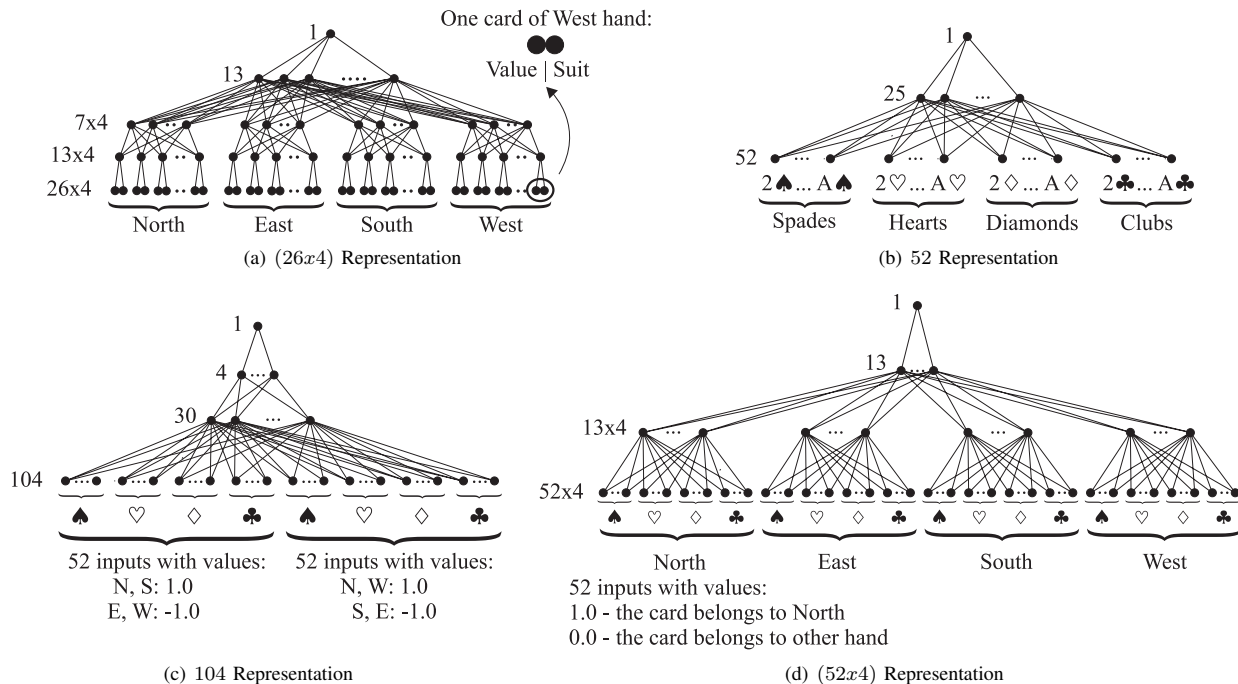 One card of West hand:
Value | Suit
1
13
....
7x4
.. .. .. ..
13x4
.. .. .. ..
26x4
.. .. .. ..
North East South West
(a) (26x4) Representation
1
25 ...
52 ... ... ... ...
2♠... A♠ 2♡... A♡ 2♢... A♢ 2♣... A♣
Spades Hearts Diamonds Clubs
(b) 52 Representation
1
4 ...
30 ...
104 ... ... ... ... ... ... ... ...
♠ ♡ ♢ ♣ ♠ ♡ ♢ ♣
52 inputs with values: 52 inputs with values:
N, S: 1.0 N, W: 1.0
E, W: -1.0 S, E: -1.0
(c) 104 Representation
1
13 ...
13x4 ... ... ... ...
52x4 ... ... ... ... ... ... ... ... ... ... ... ... ... ... ... ...
♠ ♡ ♢ ♣ ♠ ♡ ♢ ♣ ♠ ♡ ♢ ♣ ♠ ♡ ♢ ♣
North East South West
52 inputs with values:
1.0 - the card belongs to North
0.0 - the card belongs to other hand
(d) (52x4) Representation